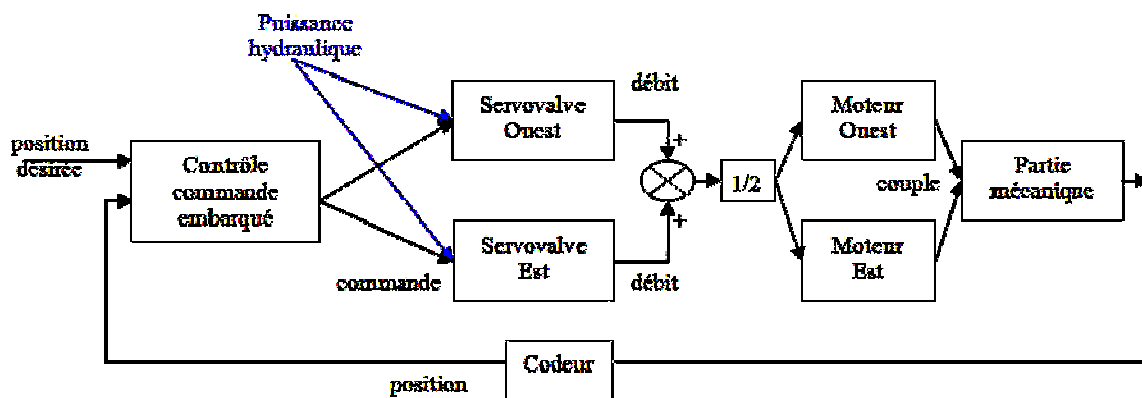 Puissance
hydraulique
position
désirée
Contrôle
commande
embarqué
commande
Servovalve
Ouest
débit
+
Servovalve
Est
débit
+
1/2
Moteur
Ouest
couple
Moteur
Est
Partie
mécanique
Codeur
position